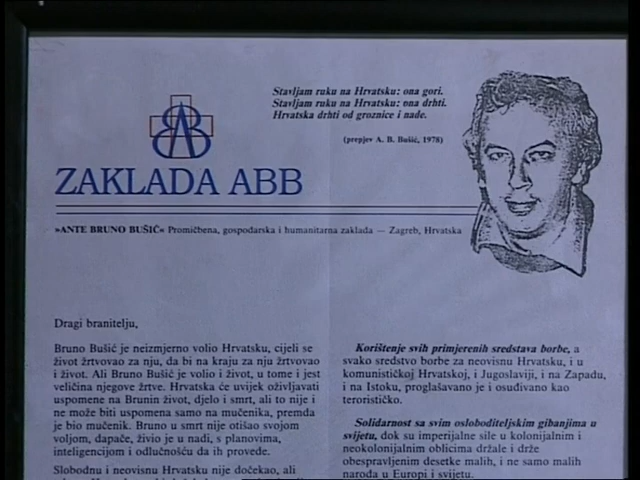 Stavljam ruku na Hrvatsku: ona gori.
Stavljam ruku na Hrvatsku: ona drhti.
Hrvatska drhti od groznice i nade.
(prepjev A. B. Bušić, 1978)
ABB
ZAKLADA ABB
»ANTE BRUNO BUŠIĆ« Promičbena, gospodarska i humanitarna zaklada — Zagreb, Hrvatska
Dragi branitelju,
Bruno Bušić je neizmjerno volio Hrvatsku, cijeli se
život žrtvovao za nju, da bi na kraju za nju žrtvovao
i život. Ali Bruno Bušić je volio i život, u tome i jest
veličina njegove žrtve. Hrvatska će uvijek oživljavati
uspomene na Brunin život, djelo i smrt, ali to nije i
ne može biti uspomena samo na mučenika, premda
je bio mučenik. Bruno u smrt nije otišao svojom
voljom, dapače, živio je u nadi, s planovima,
inteligencijom i odlučnošću da ih provede.
Slobodnu i neovisnu Hrvatsku nije dočekao, ali
Korištenje svih primjerenih sredstava borbe, a
svako sredstvo borbe za neovisnu Hrvatsku, i u
komunističkoj Hrvatskoj, i Jugoslaviji, i na Zapadu,
i na Istoku, proglašavano je i osuđivano kao
terorističko.
Solidarnost sa svim osloboditeljskim gibanjima u
svijetu, dok su imperijalne sile u kolonijalnim i
neokolonijalnim oblicima držale i drže
obespravljenim desetke malih, i ne samo malih
naroda u Europi i svijetu.